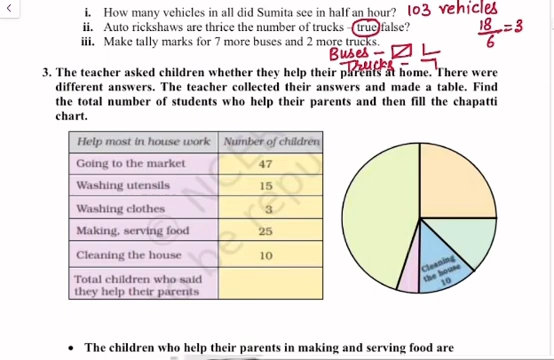 i. How many vehicles in all did Sumita see in half an hour? 103 vehicles
ii. Auto rickshaws are thrice the number of trucks - true/false? 18/6 = 3
iii. Make tally marks for 7 more buses and 2 more trucks.
Buses -
Trucks -
3. The teacher asked children whether they help their parents at home. There were
different answers. The teacher collected their answers and made a table. Find
the total number of students who help their parents and then fill the chapatti
chart.
Help most in house work Number of children
Going to the market 47
Washing utensils 15
Washing clothes 3
Making, serving food 25
Cleaning the house 10
Total children who said
they help their parents
Cleaning
the house
10
• The children who help their parents in making and serving food are